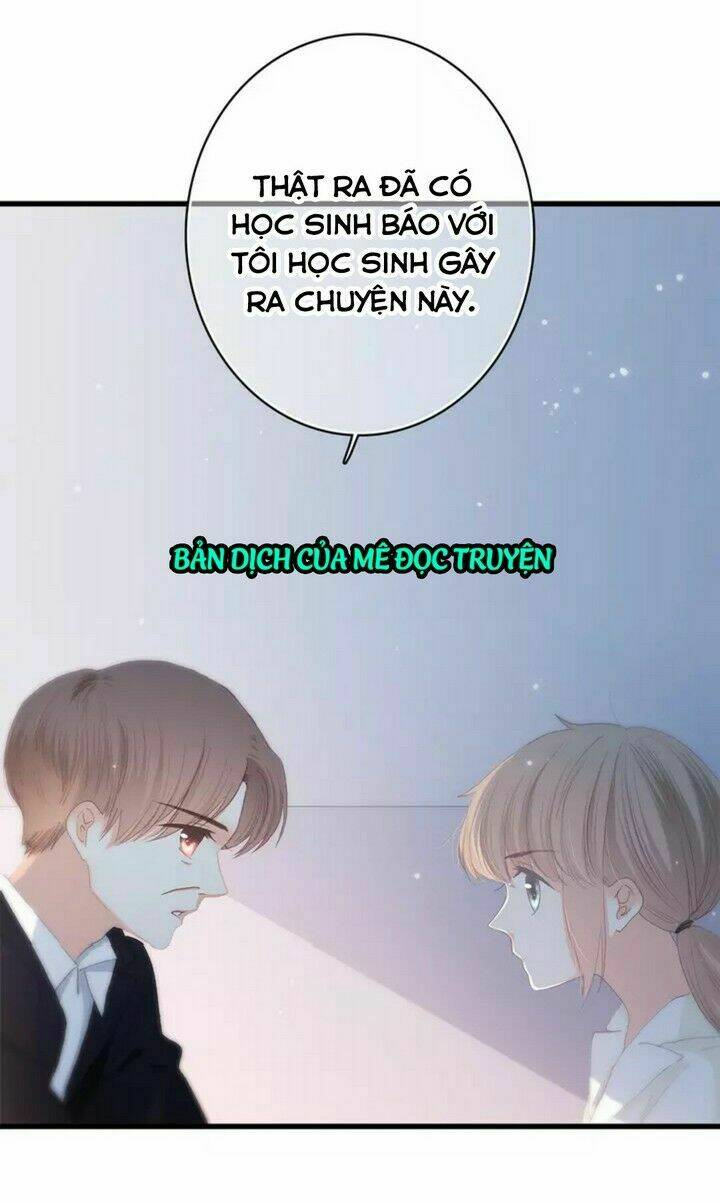 THẬT RA ĐÃ CÓ
HỌC SINH BÁO VỚI
TÔI HỌC SINH GÂY
RA CHUYỆN NÀY.
BẢN DỊCH CỦA MÊ ĐỌC TRUYỆN